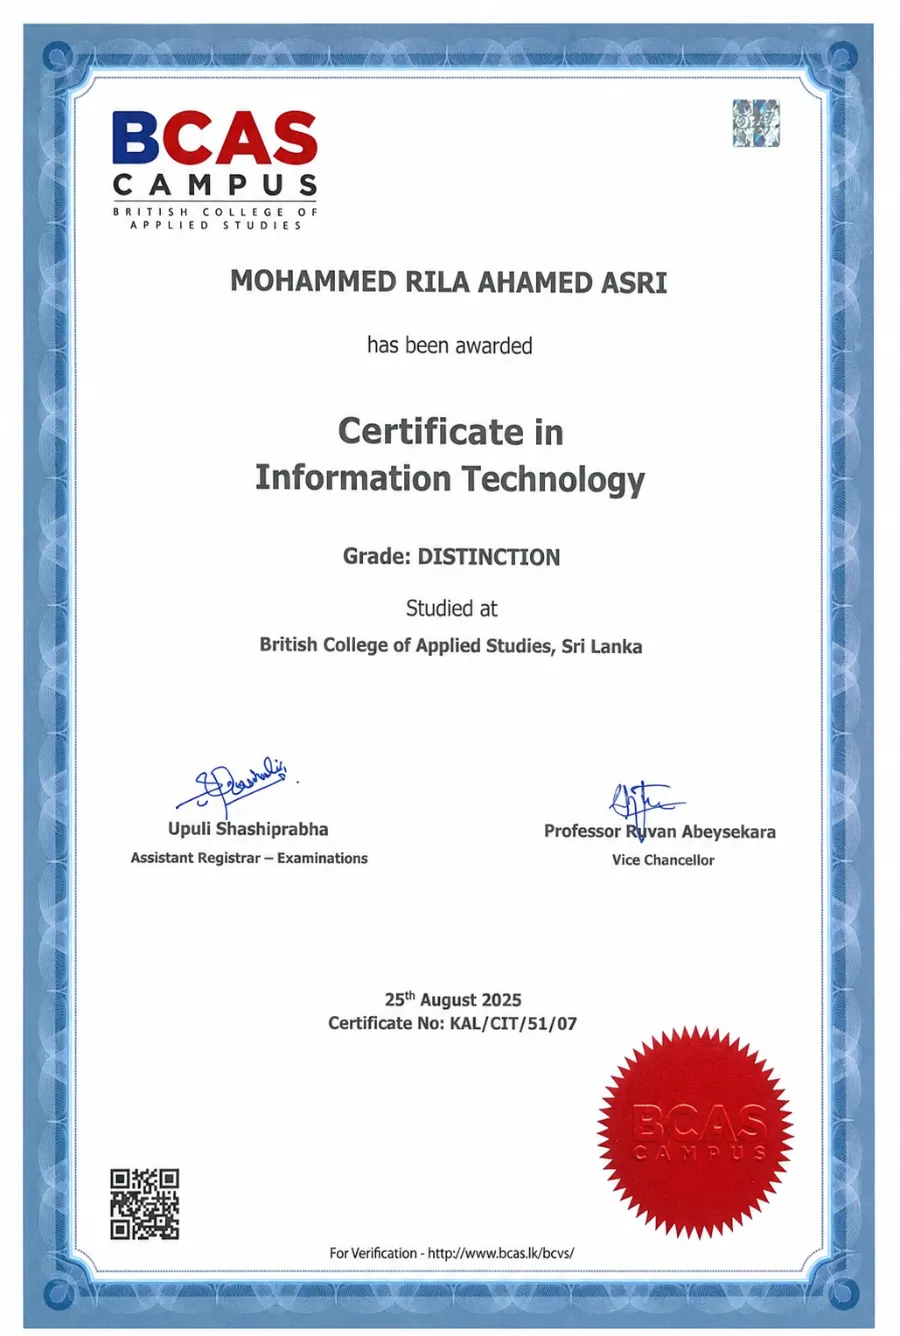 BCAS
CAMPUS
BRITISH COLLEGE OF
APPLIED STUDIES
MOHAMMED RILA AHAMED ASRI
has been awarded
Certificate in
Information Technology
Grade: DISTINCTION
Studied at
British College of Applied Studies, Sri Lanka
Upuli Shashiprabha
Assistant Registrar – Examinations
Professor Ruvan Abeysekara
Vice Chancellor
25th August 2025
Certificate No: KAL/CIT/51/07
BCAS
CAMPUS
For Verification - http://www.bcas.lk/bcvs/